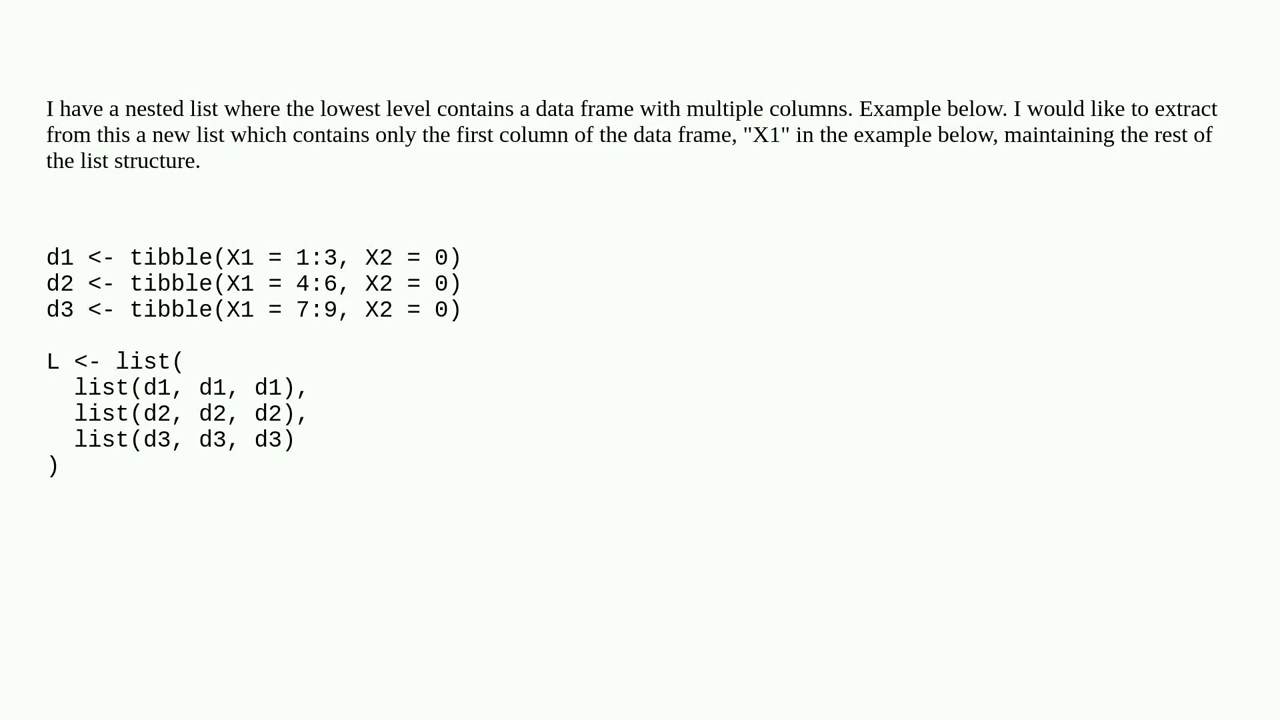 I have a nested list where the lowest level contains a data frame with multiple columns. Example below. I would like to extract
from this a new list which contains only the first column of the data frame, "X1" in the example below, maintaining the rest of
the list structure.
d1 <- tibble(X1 = 1:3, X2 = 0)
d2 <- tibble(X1 = 4:6, X2 = 0)
d3 <- tibble(X1 = 7:9, X2 = 0)
L <- list(
  list(d1, d1, d1),
  list(d2, d2, d2),
  list(d3, d3, d3)
)